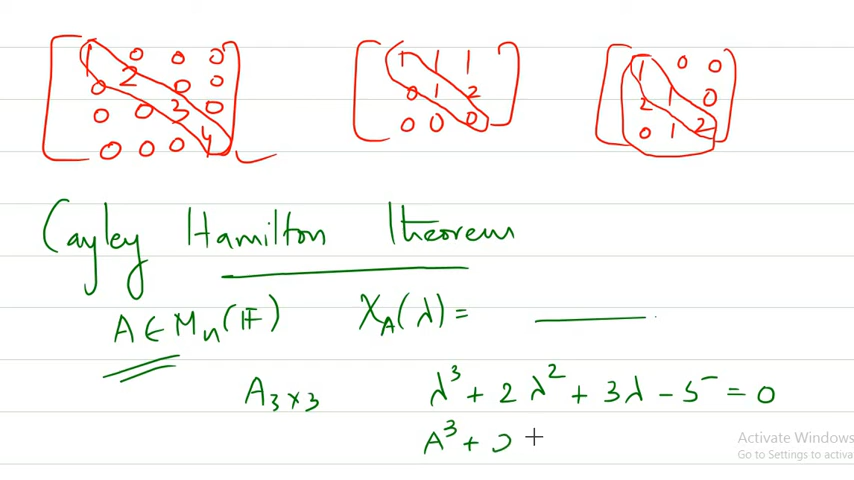 1 0 0 0
0 2 0 0
0 0 3 0
0 0 0 4
1 1 1
0 1 2
0 0 0
1 0 0
2 1 0
0 1 2
Cayley Hamilton Theorem
A ∈ Mn(F) χA(λ) =
A3×3 λ³ + 2λ² + 3λ - 5 = 0
A³ +
Activate Windows
Go to Settings to activa